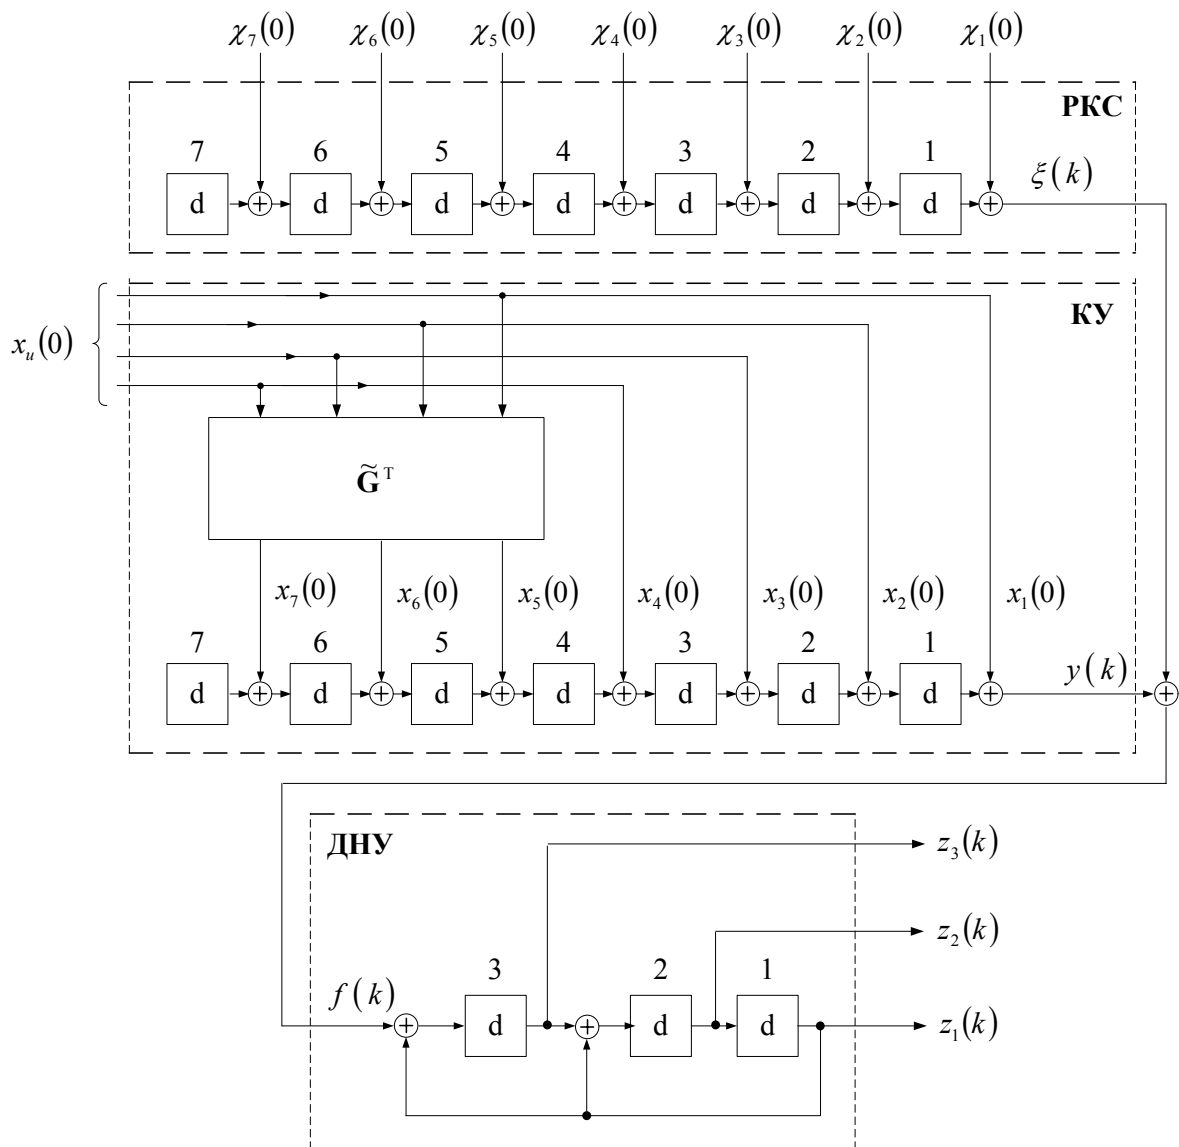 χ₇(0) χ₆(0) χ₅(0) χ₄(0) χ₃(0) χ₂(0) χ₁(0)
РКС
7 6 5 4 3 2 1
ξ(k)
d d d d d d d
КУ
xᵤ(0)
G̃ᵀ
x₇(0) x₆(0) x₅(0) x₄(0) x₃(0) x₂(0) x₁(0)
7 6 5 4 3 2 1
y(k)
d d d d d d d
ДНУ
z₃(k)
z₂(k)
3 2 1
f(k)
d d d
z₁(k)